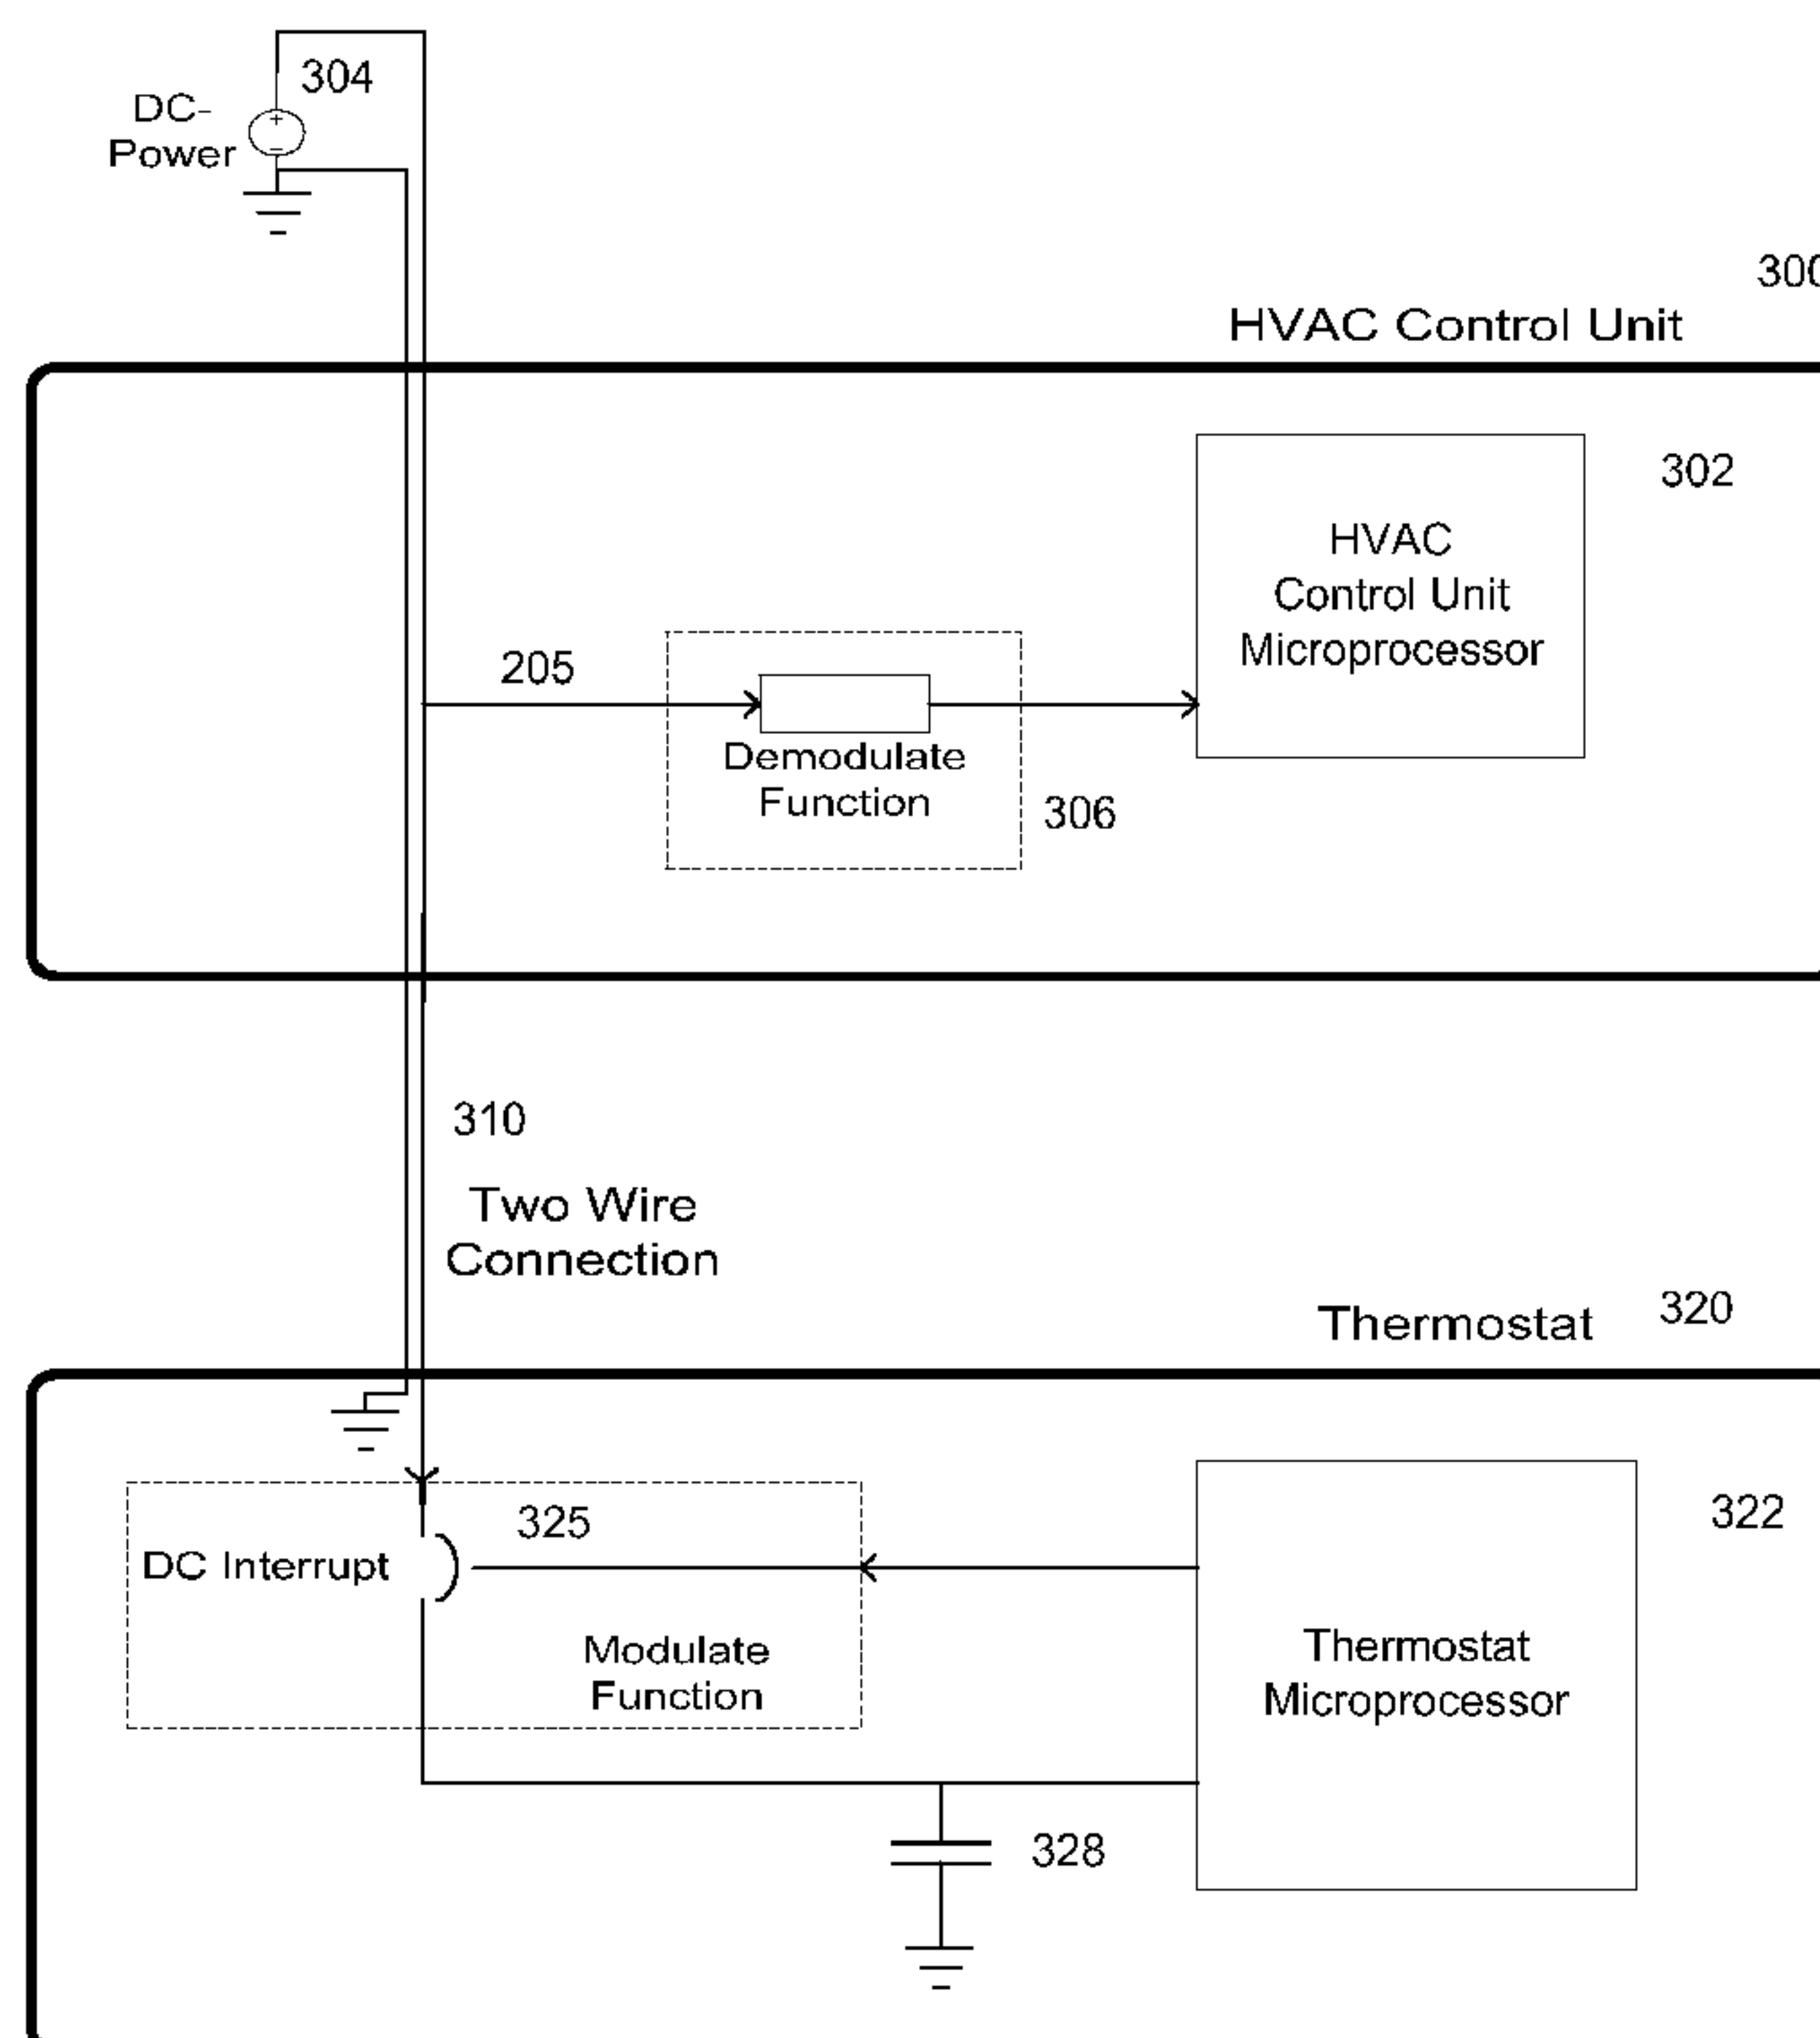 304
DC-
Power
300
HVAC Control Unit
302
HVAC
Control Unit
Microprocessor
205
Demodulate
Function
306
310
Two Wire
Connection
Thermostat
320
325
322
DC Interrupt
Modulate
Function
Thermostat
Microprocessor
328